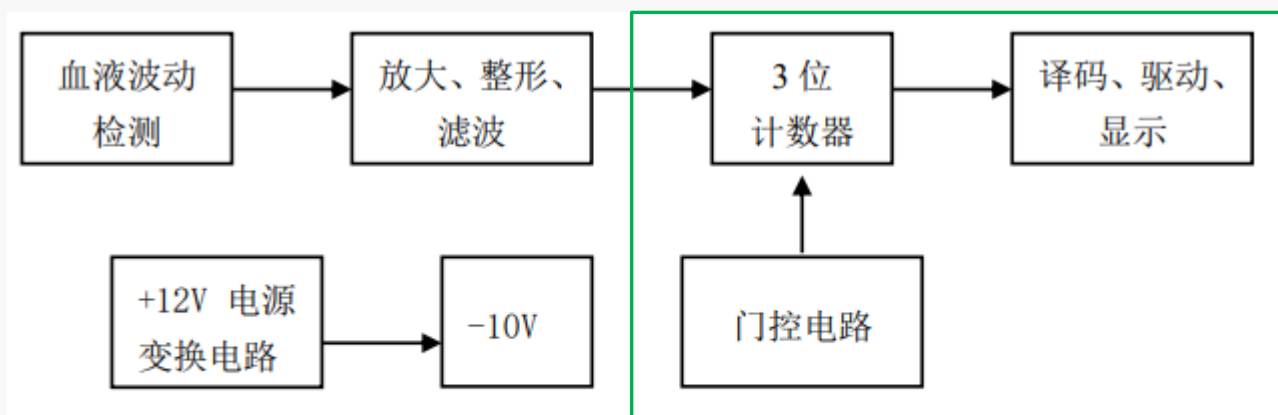 血液波动
检测
放大、整形、
滤波
3 位
计数器
译码、驱动、
显示
+12V 电源
变换电路
-10V
门控电路